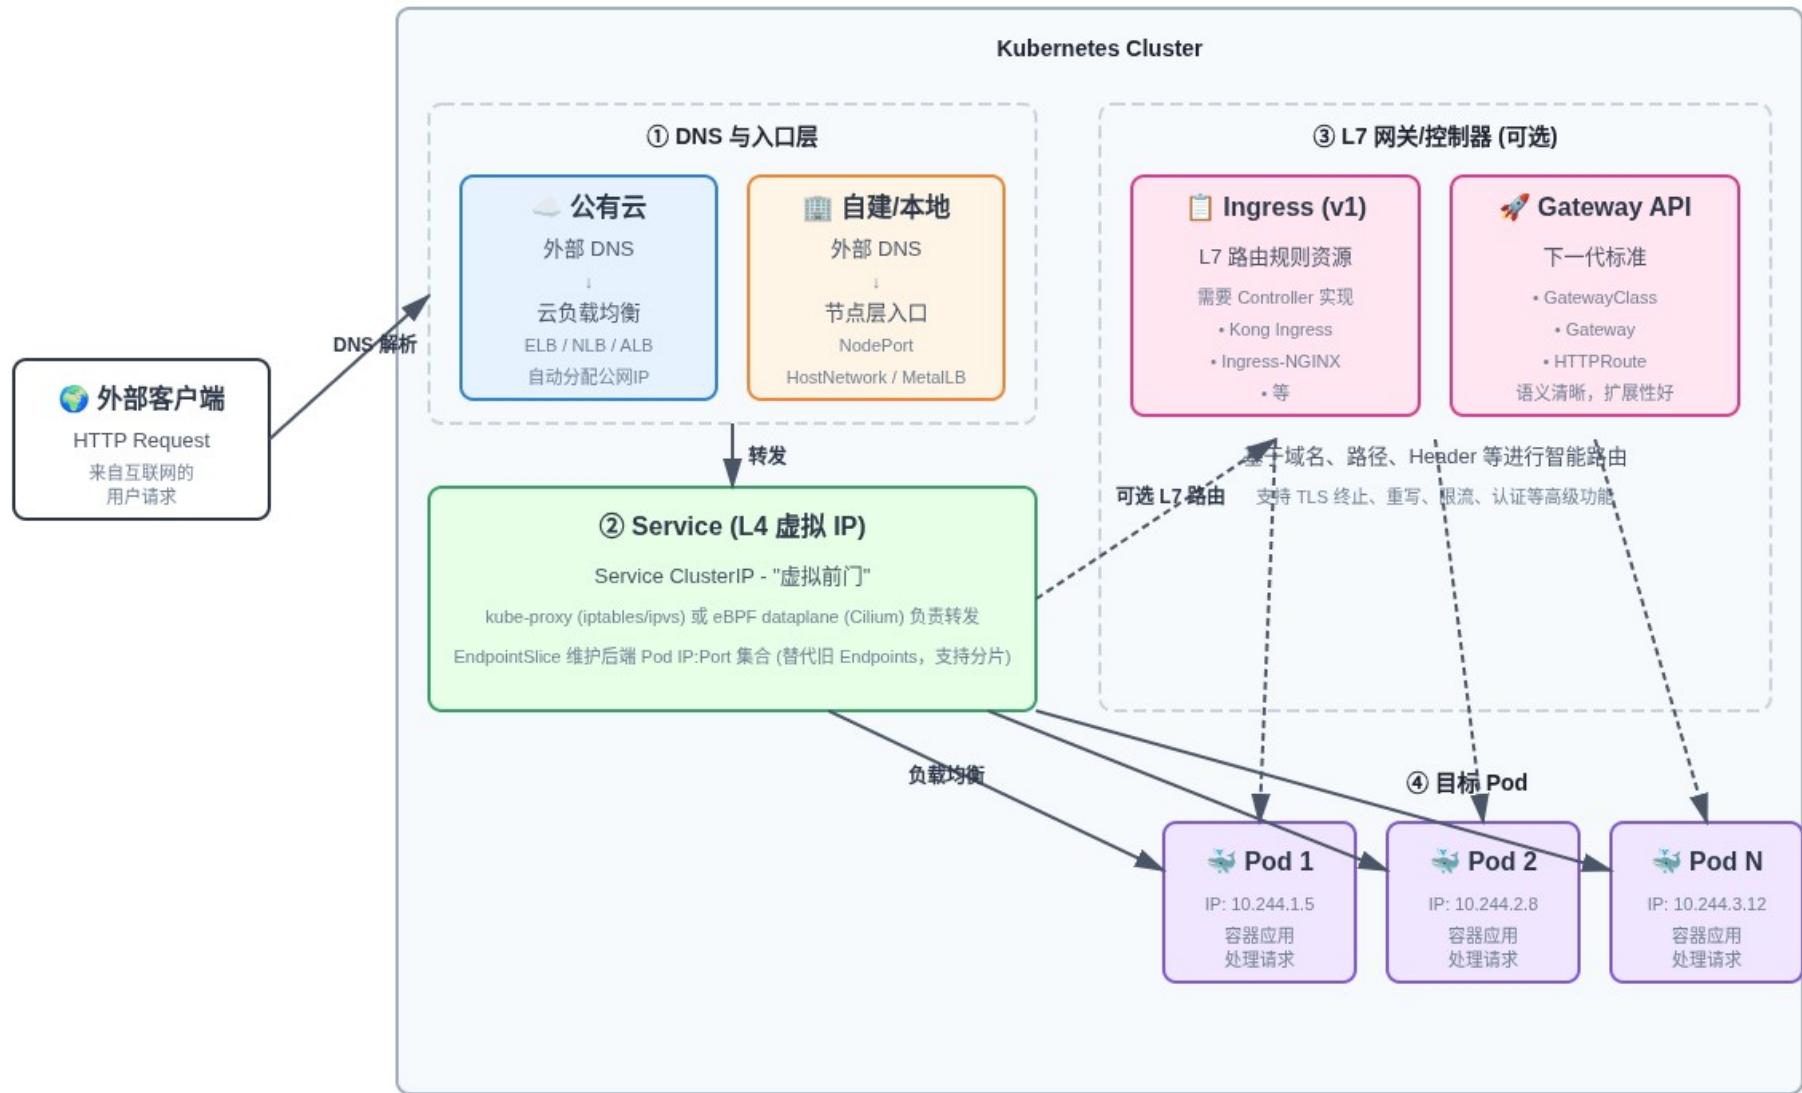 Kubernetes Cluster
① DNS 与入口层
☁️ 公有云
外部 DNS
↓
云负载均衡
ELB / NLB / ALB
自动分配公网IP
🏢 自建/本地
外部 DNS
↓
节点层入口
NodePort
HostNetwork / MetalLB
③ L7 网关/控制器 (可选)
📋 Ingress (v1)
L7 路由规则资源
需要 Controller 实现
• Kong Ingress
• Ingress-NGINX
• 等
🚀 Gateway API
下一代标准
• GatewayClass
• Gateway
• HTTPRoute
语义清晰，扩展性好
基于域名、路径、Header 等进行智能路由
支持 TLS 终止、重写、限流、认证等高级功能
DNS 解析
🌍 外部客户端
HTTP Request
来自互联网的
用户请求
转发
② Service (L4 虚拟 IP)
Service ClusterIP - "虚拟前门"
kube-proxy (iptables/ipvs) 或 eBPF dataplane (Cilium) 负责转发
EndpointSlice 维护后端 Pod IP:Port 集合 (替代旧 Endpoints，支持分片)
可选 L7 路由
负载均衡
④ 目标 Pod
🐳 Pod 1
IP: 10.244.1.5
容器应用
处理请求
🐳 Pod 2
IP: 10.244.2.8
容器应用
处理请求
🐳 Pod N
IP: 10.244.3.12
容器应用
处理请求